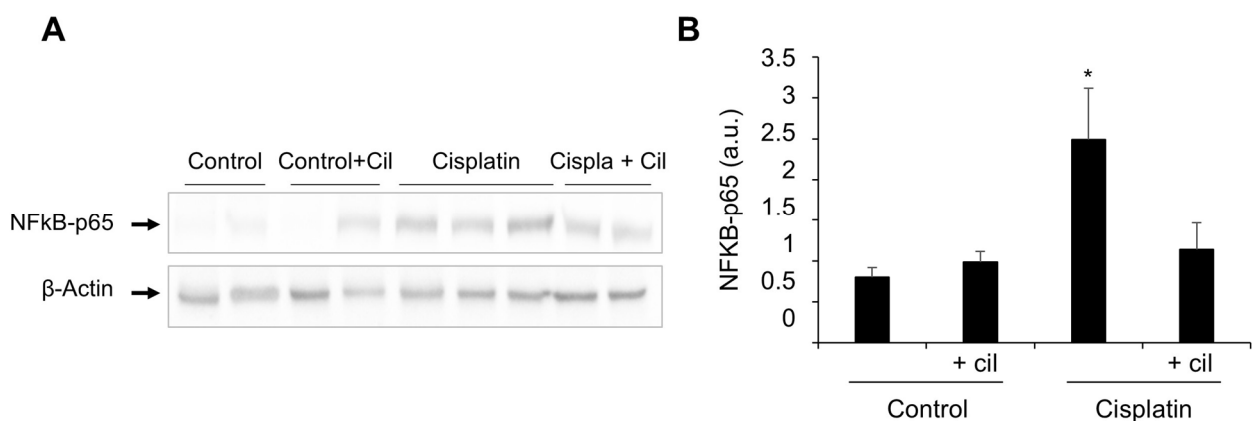 A
Control Control+Cil Cisplatin Cispla + Cil
NFkB-p65
β-Actin
B
NFKB-p65 (a.u.)
3.5
3
2.5
2
1.5
1
0.5
0
*
+ cil + cil
Control Cisplatin